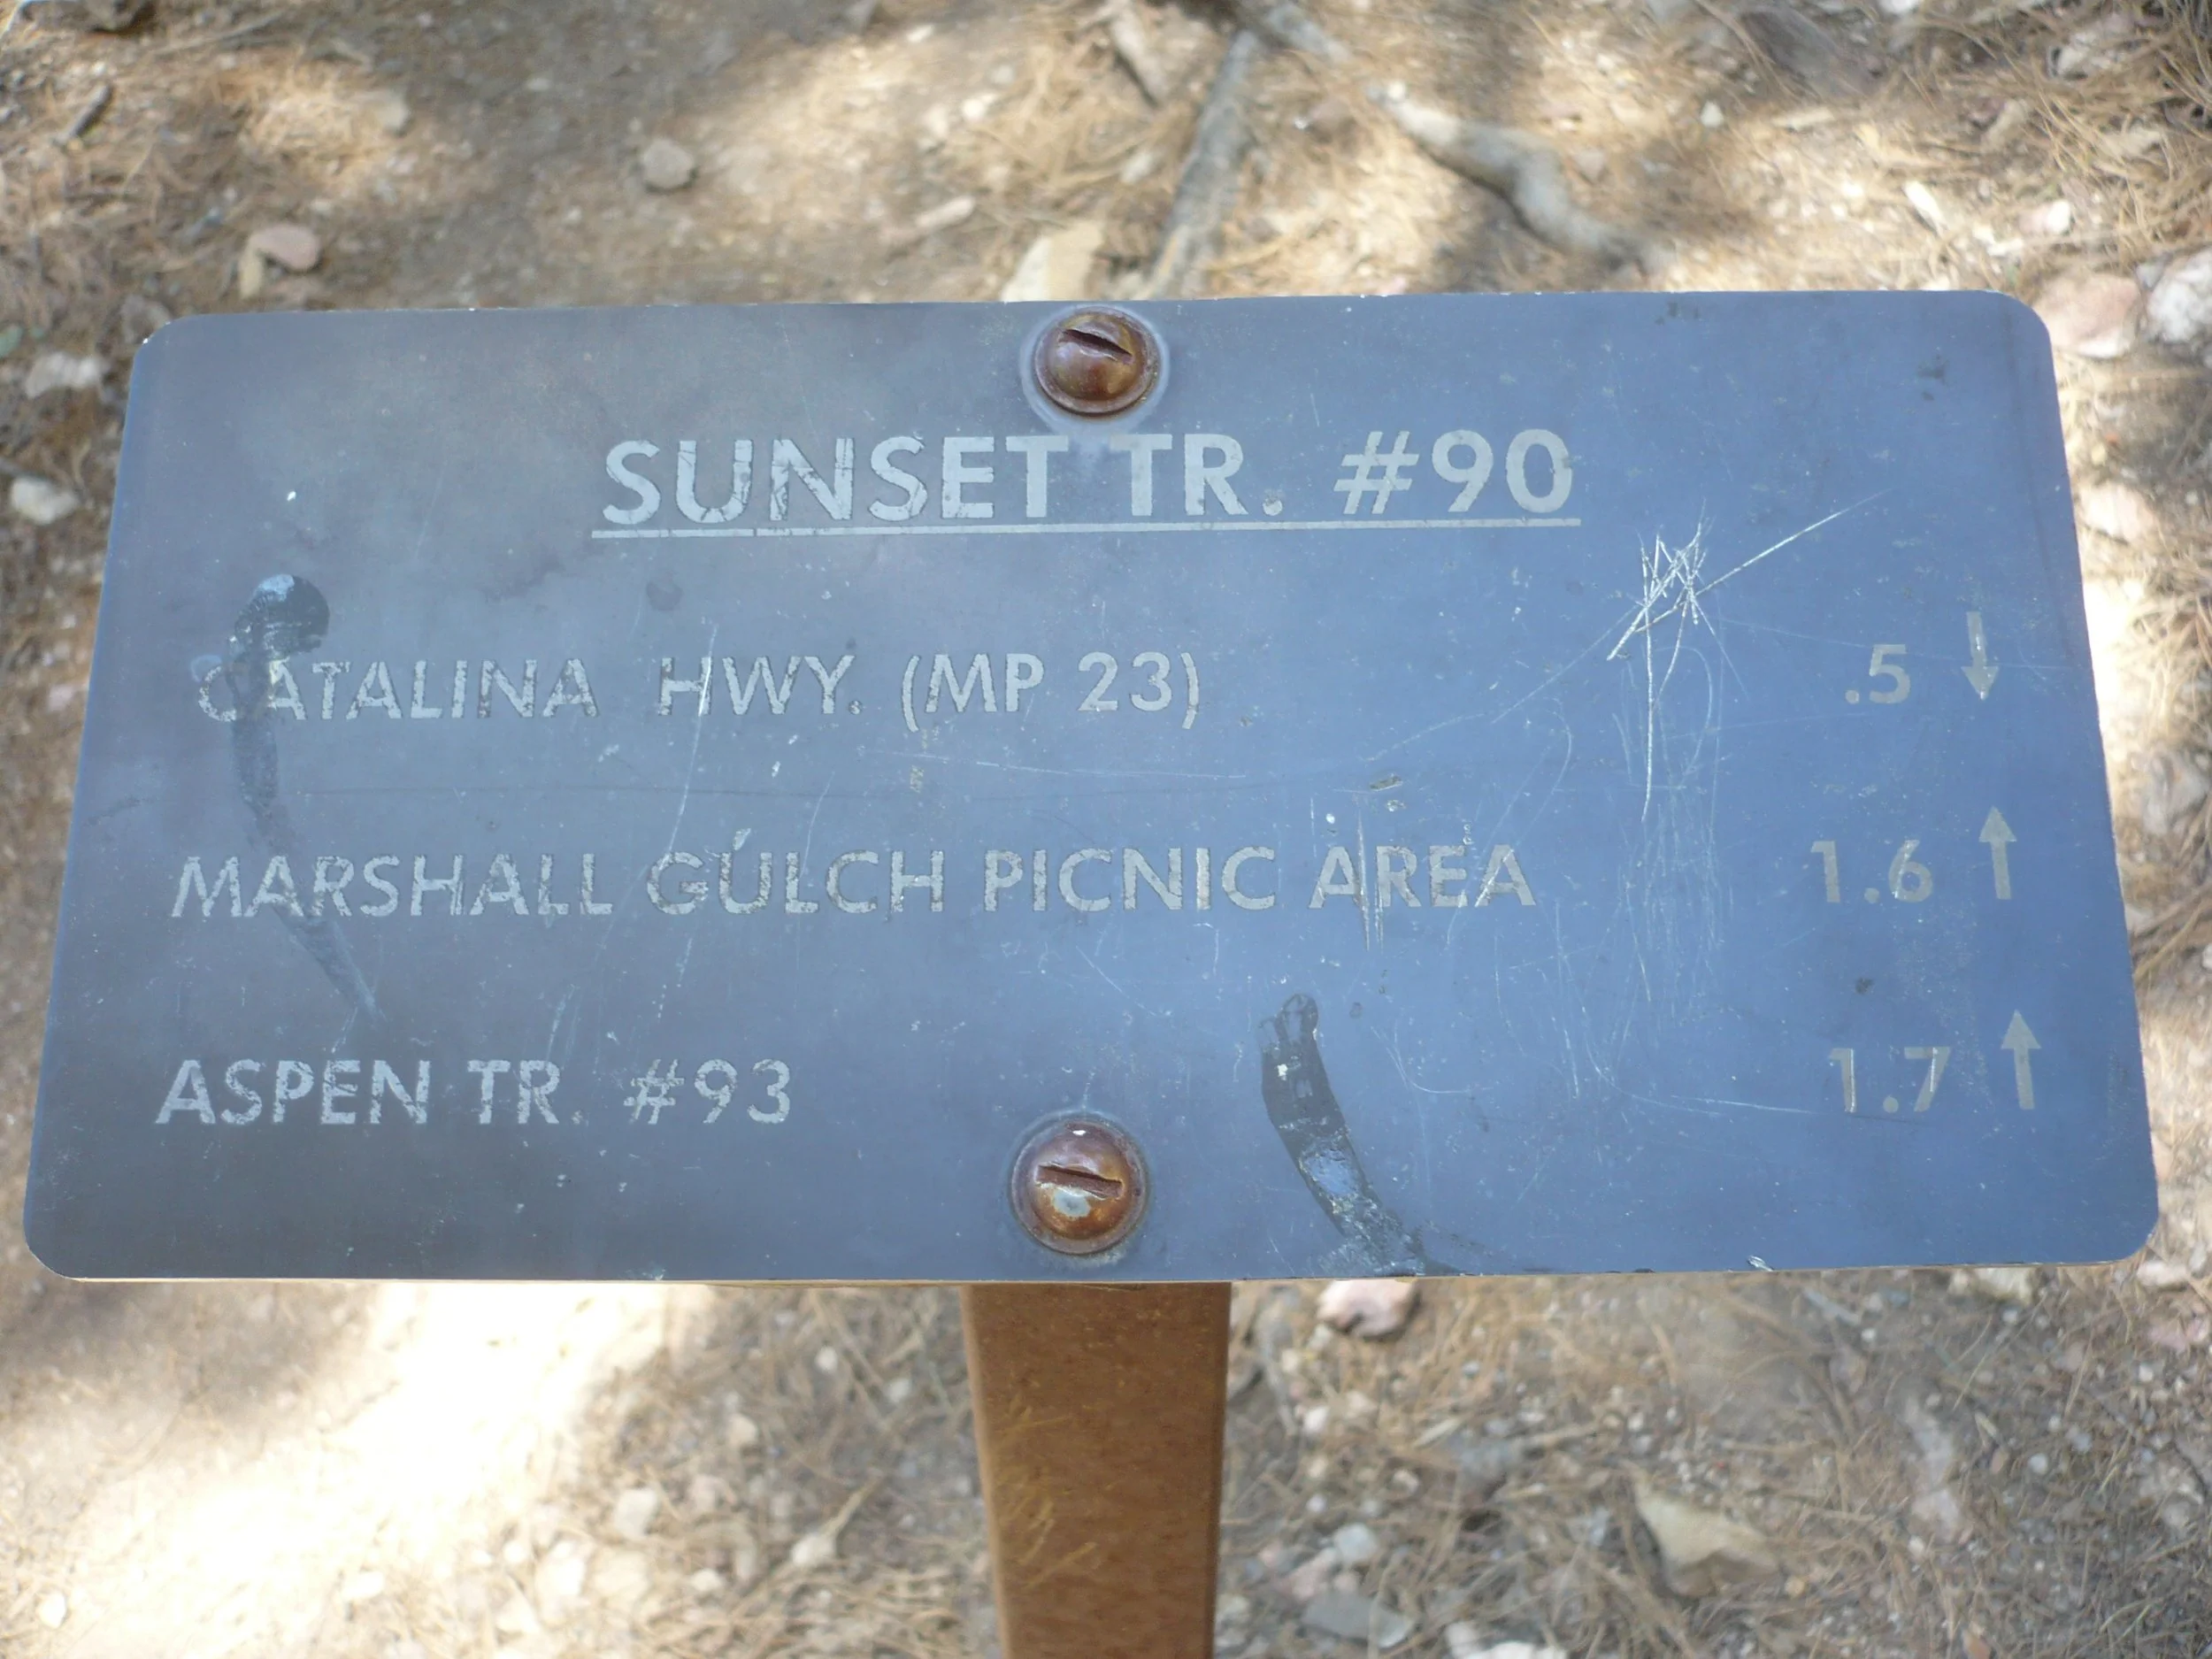 SUNSET TR. #90
CATALINA HWY. (MP 23) .5 ↓
MARSHALL GULCH PICNIC AREA 1.6 ↑
ASPEN TR. #93 1.7 ↑